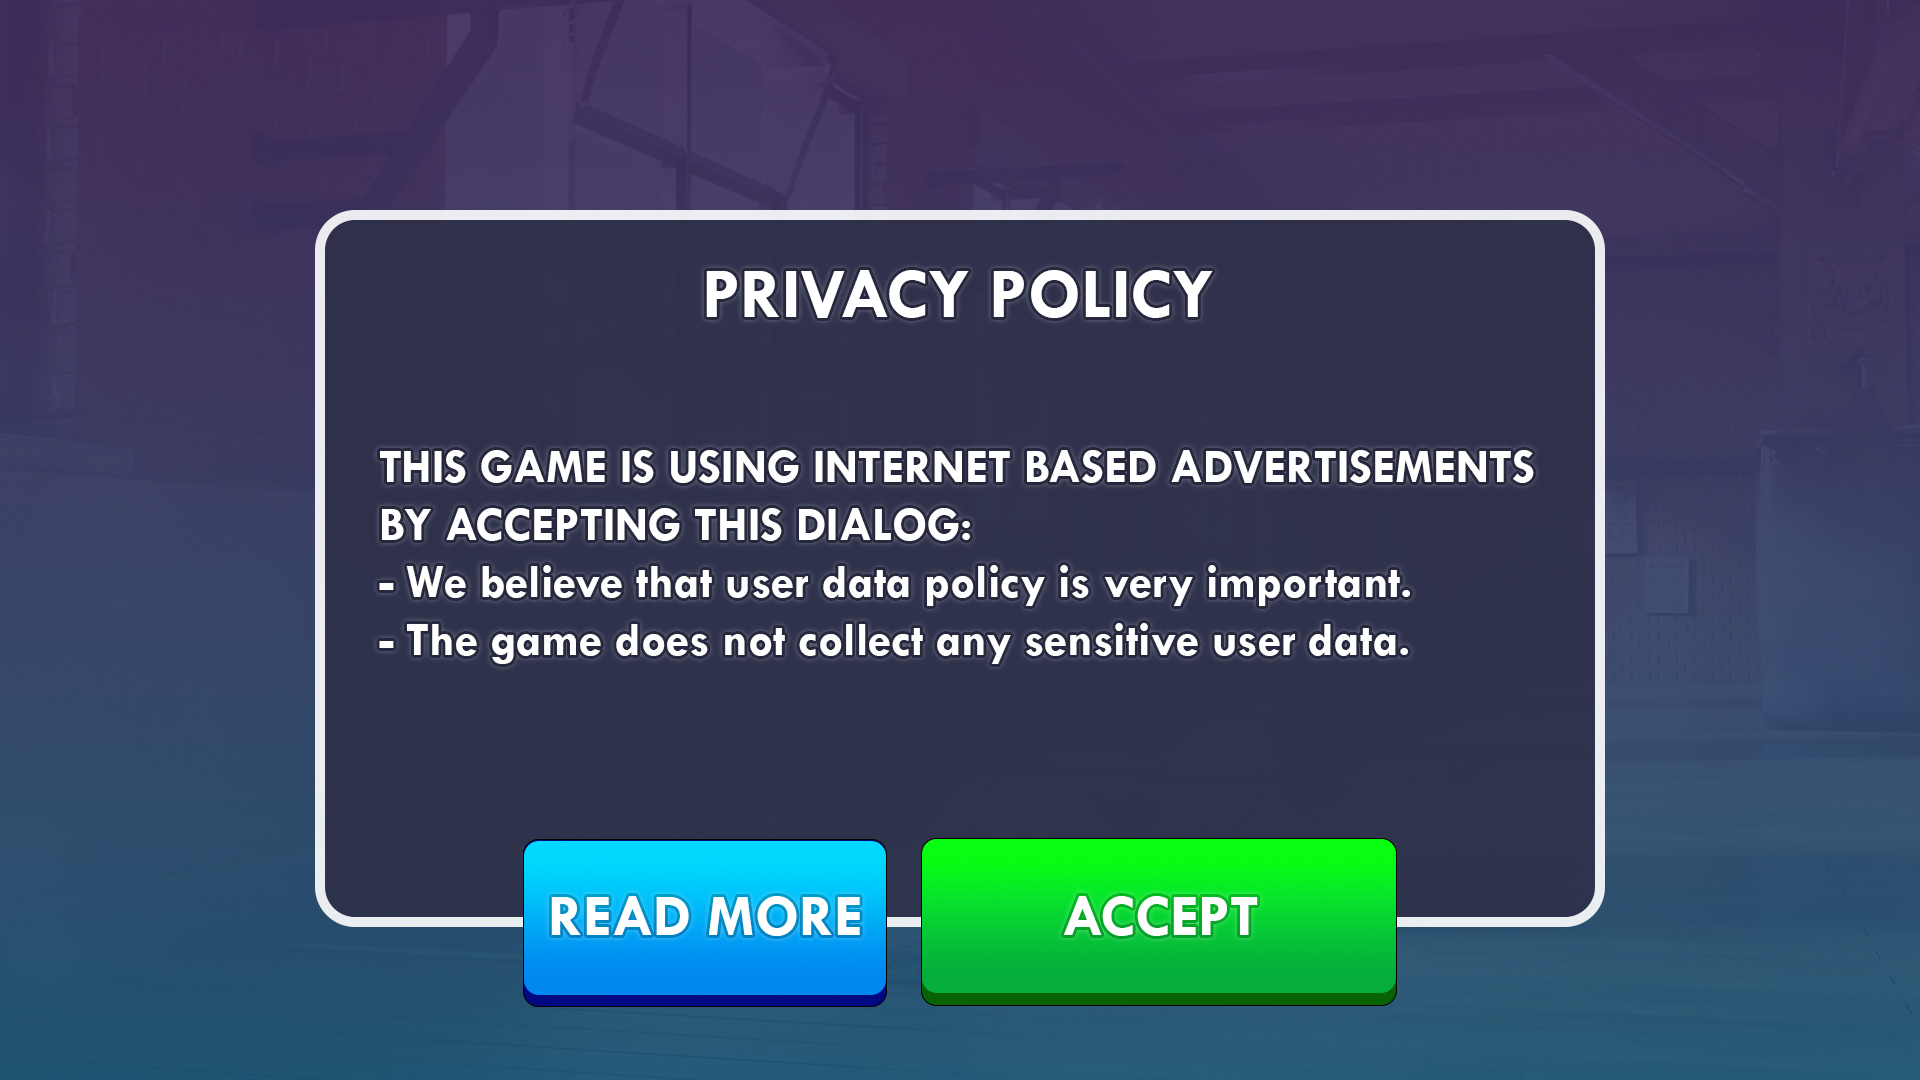 PRIVACY POLICY
THIS GAME IS USING INTERNET BASED ADVERTISEMENTS
BY ACCEPTING THIS DIALOG:
- We believe that user data policy is very important.
- The game does not collect any sensitive user data.
READ MORE
ACCEPT